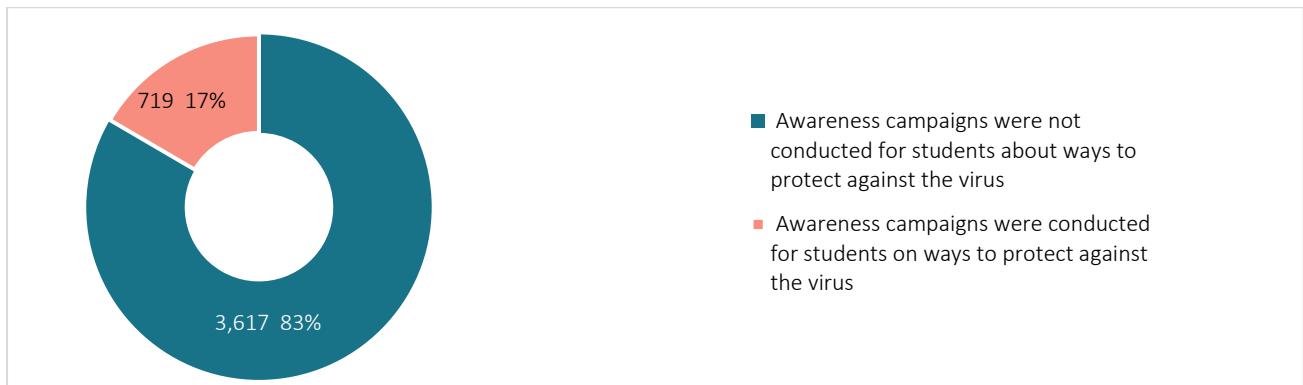 719 17%
3,617 83%
Awareness campaigns were not
conducted for students about ways to
protect against the virus
Awareness campaigns were conducted
for students on ways to protect against
the virus